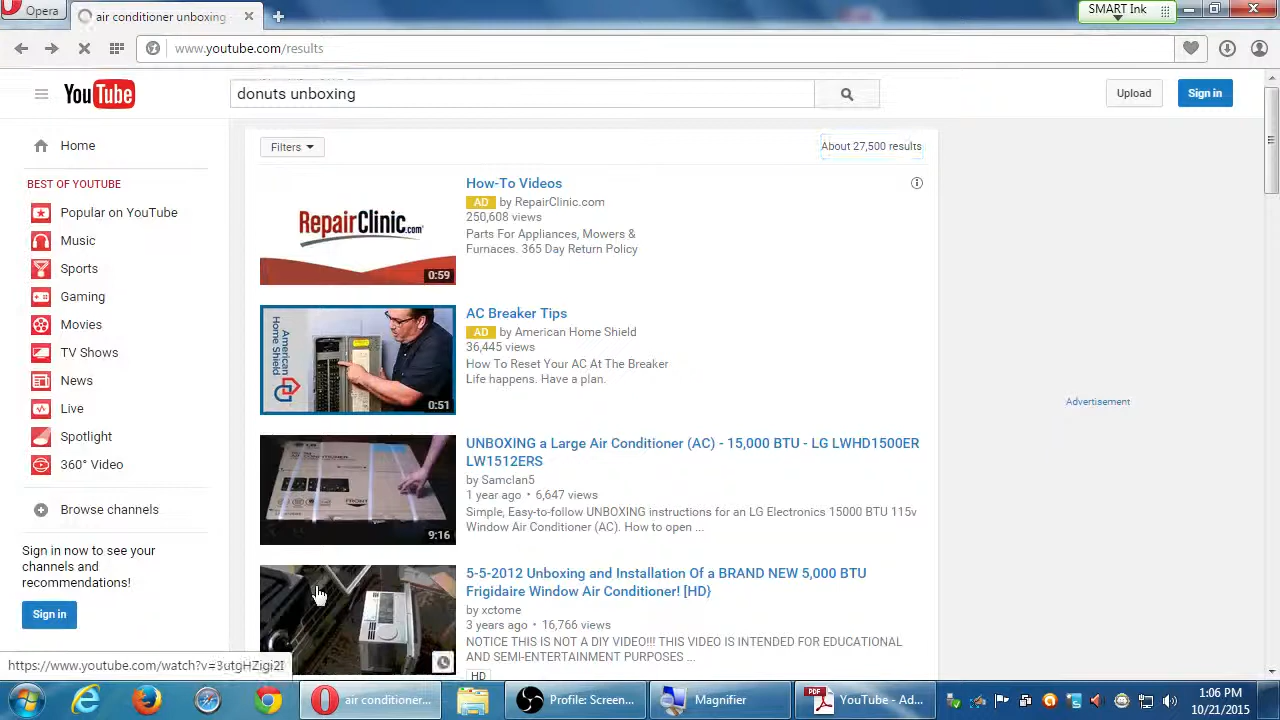 Opera
air conditioner unboxing
SMART Ink
www.youtube.com/results
YouTube
donuts unboxing
Upload
Sign in
Home
BEST OF YOUTUBE
Popular on YouTube
Music
Sports
Gaming
Movies
TV Shows
News
Live
Spotlight
360° Video
Browse channels
Sign in now to see your
channels and
recommendations!
Sign in
Filters
About 27,500 results
RepairClinic.com
0:59
How-To Videos
AD by RepairClinic.com
250,608 views
Parts For Appliances, Mowers &
Furnaces. 365 Day Return Policy
American
Home Shield
0:51
AC Breaker Tips
AD by American Home Shield
36,445 views
How To Reset Your AC At The Breaker
Life happens. Have a plan.
FRONT
9:16
UNBOXING a Large Air Conditioner (AC) - 15,000 BTU - LG LWHD1500ER
LW1512ERS
by Samclan5
1 year ago • 6,647 views
Simple, Easy-to-follow UNBOXING instructions for an LG Electronics 15000 BTU 115v
Window Air Conditioner (AC). How to open ...
5-5-2012 Unboxing and Installation Of a BRAND NEW 5,000 BTU
Frigidaire Window Air Conditioner! [HD}
by xctome
3 years ago • 16,766 views
NOTICE THIS IS NOT A DIY VIDEO!!! THIS VIDEO IS INTENDED FOR EDUCATIONAL
AND SEMI-ENTERTAINMENT PURPOSES ...
HD
Advertisement
https://www.youtube.com/watch?v=3utgHZjgi2I
air conditioner...
Profile: Screen...
Magnifier
PDF
YouTube - Ad...
1:06 PM
10/21/2015